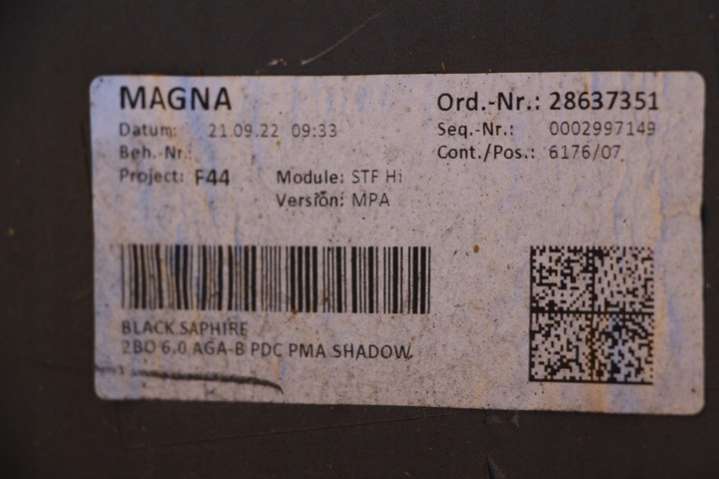 MAGNA Ord.-Nr.: 28637351
Datum: 21.09.22 09:33 Seq.-Nr.: 0002997149
Beh.-Nr.: Cont./Pos.: 6176/07
Project: F44 Module: STF Hi
Version: MPA
BLACK SAPHIRE
2BO 6.0 AGA-B PDC PMA SHADOW